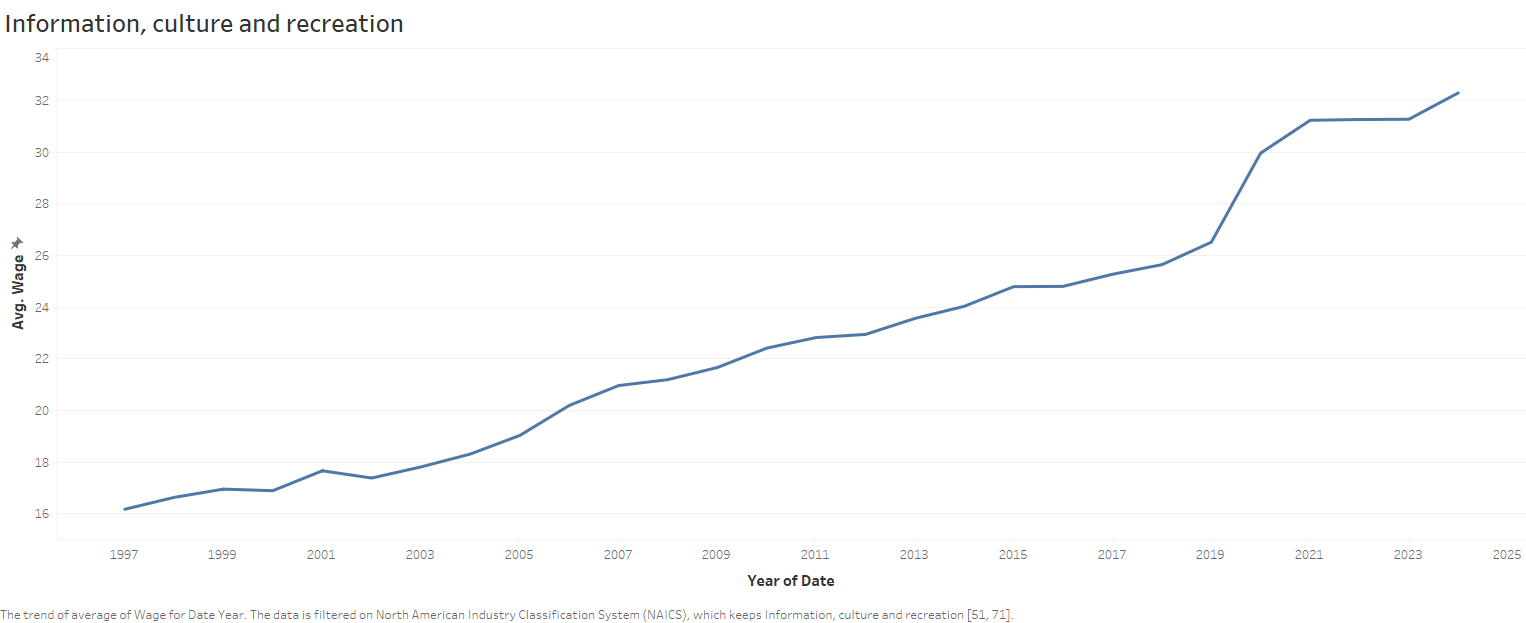 Information, culture and recreation
34
32
30
28
26
24
22
20
18
16
Avg. Wage
1997 1999 2001 2003 2005 2007 2009 2011 2013 2015 2017 2019 2021 2023 2025
Year of Date
The trend of average of Wage for Date Year. The data is filtered on North American Industry Classification System (NAICS), which keeps Information, culture and recreation [51, 71].